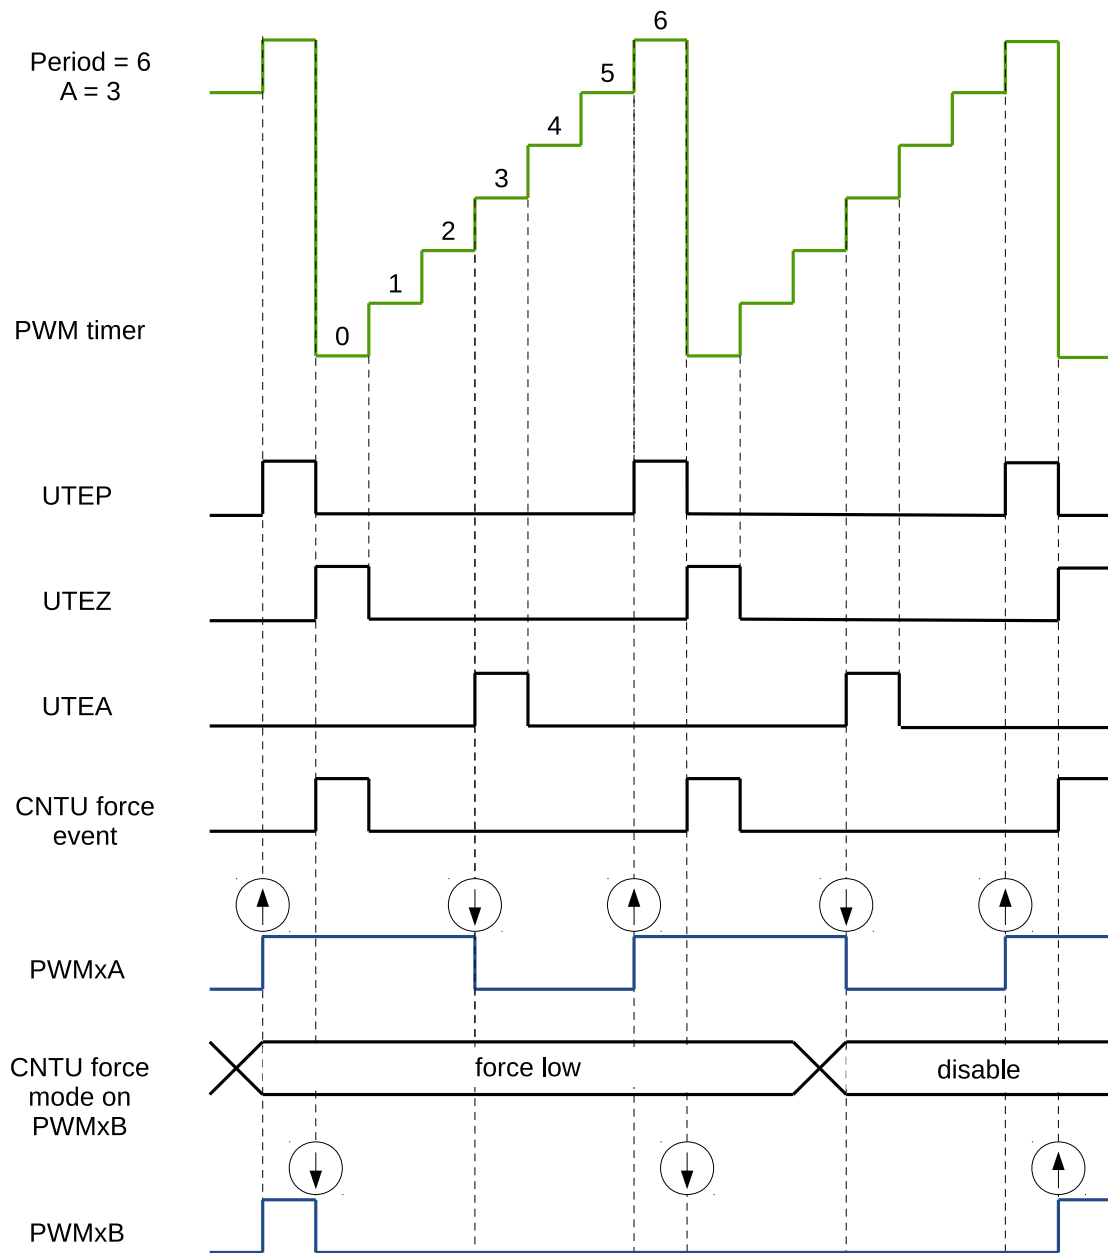 6
Period = 6
A = 3
5
4
3
2
1
0
PWM timer
UTEP
UTEZ
UTEA
CNTU force
event
PWMxA
CNTU force
mode on
PWMxB
force low
disable
PWMxB